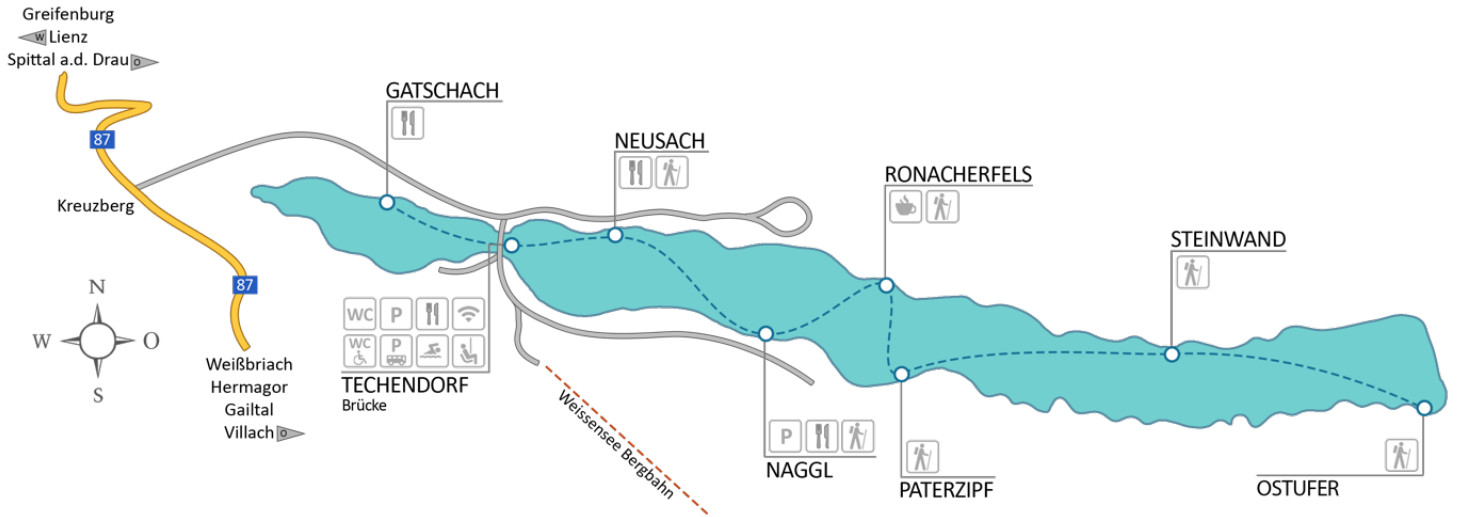 Greifenburg
W Lienz
Spittal a.d. Drau O
87
Kreuzberg
87
Weißbriach
Hermagor
Gailtal
Villach O
N
W O
S
GATSCHACH
NEUSACH
RONACHERFELS
STEINWAND
WC P
WC P
TECHENDORF
Brücke
Weissensee Bergbahn
P
NAGGL
PATERZIPF
OSTUFER